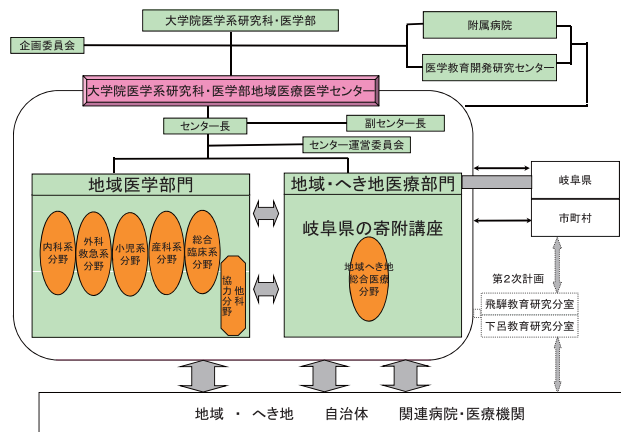 大学院医学系研究科・医学部
附属病院
企画委員会
医学教育開発研究センター
大学院医学系研究科・医学部地域医療医学センター
センター長
副センター長
センター運営委員会
地域医学部門
地域・へき地医療部門
岐阜県
岐阜県の寄附講座
市町村
内科系
分野
外科
救急系
分野
小児系
分野
産科系
分野
総合
臨床系
分野
他科
協力分野
地域へき地
総合医療
分野
第2次計画
飛騨教育研究分室
下呂教育研究分室
地域 ・ へき地 自治体 関連病院・医療機関